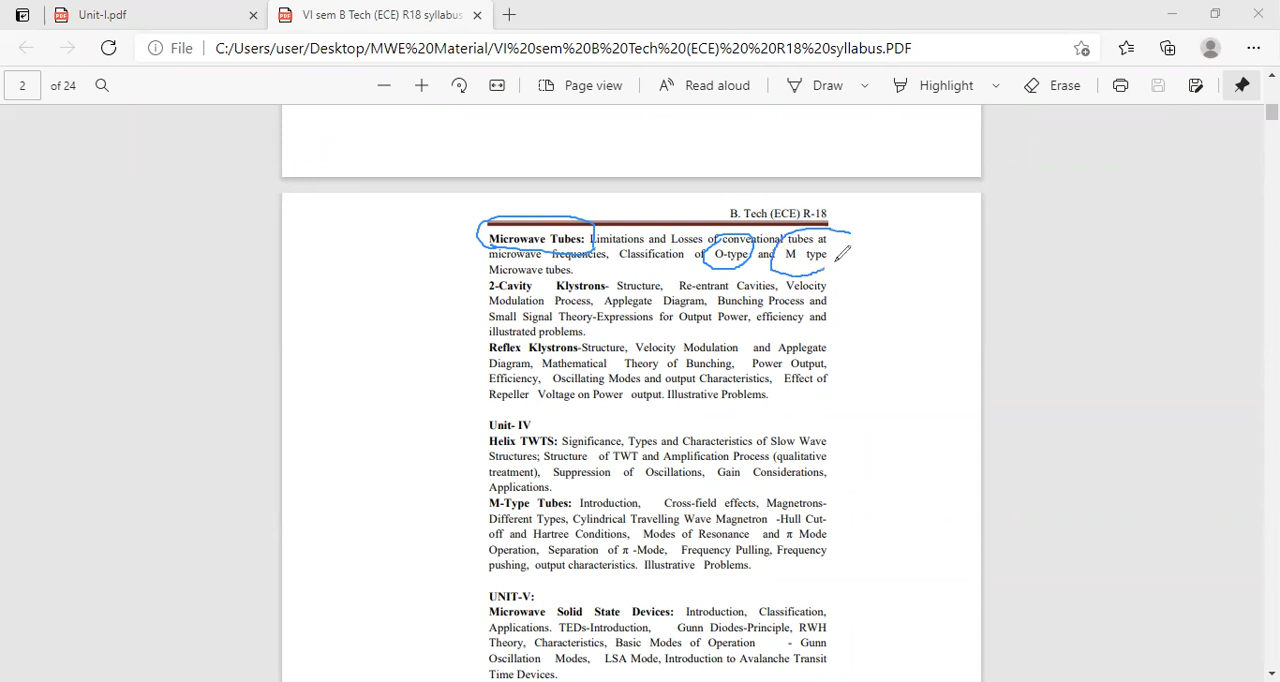 Unit-I.pdf
VI sem B Tech (ECE) R18 syllabus
File
C:/Users/user/Desktop/MWE%20Material/VI%20sem%20B%20Tech%20(ECE)%20%20R18%20syllabus.PDF
2 of 24
Page view
Read aloud
Draw
Highlight
Erase
B. Tech (ECE) R-18
Microwave Tubes: Limitations and Losses of conventional tubes at
microwave frequencies, Classification of O-type and M type
Microwave tubes.
2-Cavity Klystrons- Structure, Re-entrant Cavities, Velocity
Modulation Process, Applegate Diagram, Bunching Process and
Small Signal Theory-Expressions for Output Power, efficiency and
illustrated problems.
Reflex Klystrons-Structure, Velocity Modulation and Applegate
Diagram, Mathematical Theory of Bunching, Power Output,
Efficiency, Oscillating Modes and output Characteristics, Effect of
Repeller Voltage on Power output. Illustrative Problems.
Unit- IV
Helix TWTS: Significance, Types and Characteristics of Slow Wave
Structures; Structure of TWT and Amplification Process (qualitative
treatment), Suppression of Oscillations, Gain Considerations,
Applications.
M-Type Tubes: Introduction, Cross-field effects, Magnetrons-
Different Types, Cylindrical Travelling Wave Magnetron -Hull Cut-
off and Hartree Conditions, Modes of Resonance and π Mode
Operation, Separation of π -Mode, Frequency Pulling, Frequency
pushing, output characteristics. Illustrative Problems.
UNIT-V:
Microwave Solid State Devices: Introduction, Classification,
Applications. TEDs-Introduction, Gunn Diodes-Principle, RWH
Theory, Characteristics, Basic Modes of Operation - Gunn
Oscillation Modes, LSA Mode, Introduction to Avalanche Transit
Time Devices.